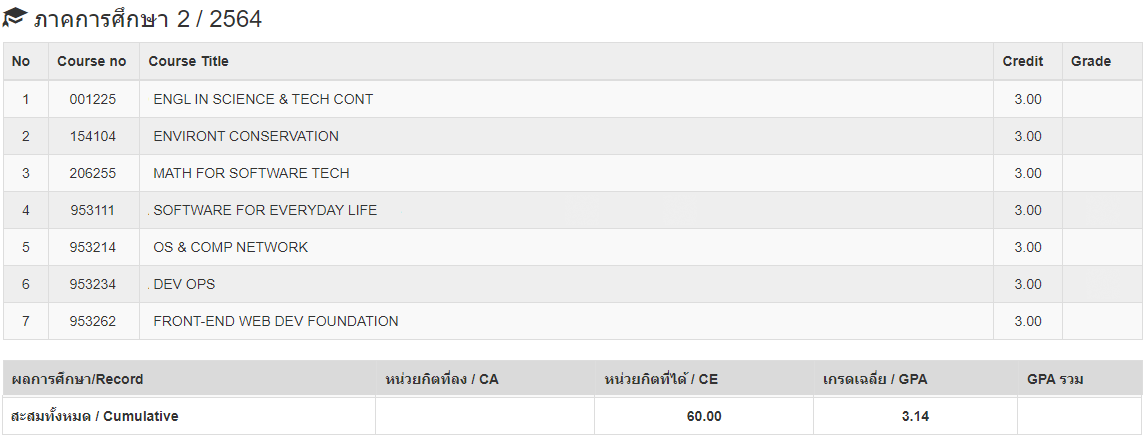 ภาคการศึกษา 2 / 2564
No Course no Course Title Credit Grade
1 001225 ENGL IN SCIENCE & TECH CONT 3.00
2 154104 ENVIRONT CONSERVATION 3.00
3 206255 MATH FOR SOFTWARE TECH 3.00
4 953111 . SOFTWARE FOR EVERYDAY LIFE 3.00
5 953214 OS & COMP NETWORK 3.00
6 953234 . DEV OPS 3.00
7 953262 FRONT-END WEB DEV FOUNDATION 3.00
ผลการศึกษา/Record หน่วยกิตที่ลง / CA หน่วยกิตที่ได้ / CE เกรดเฉลี่ย / GPA GPA รวม
สะสมทั้งหมด / Cumulative 60.00 3.14